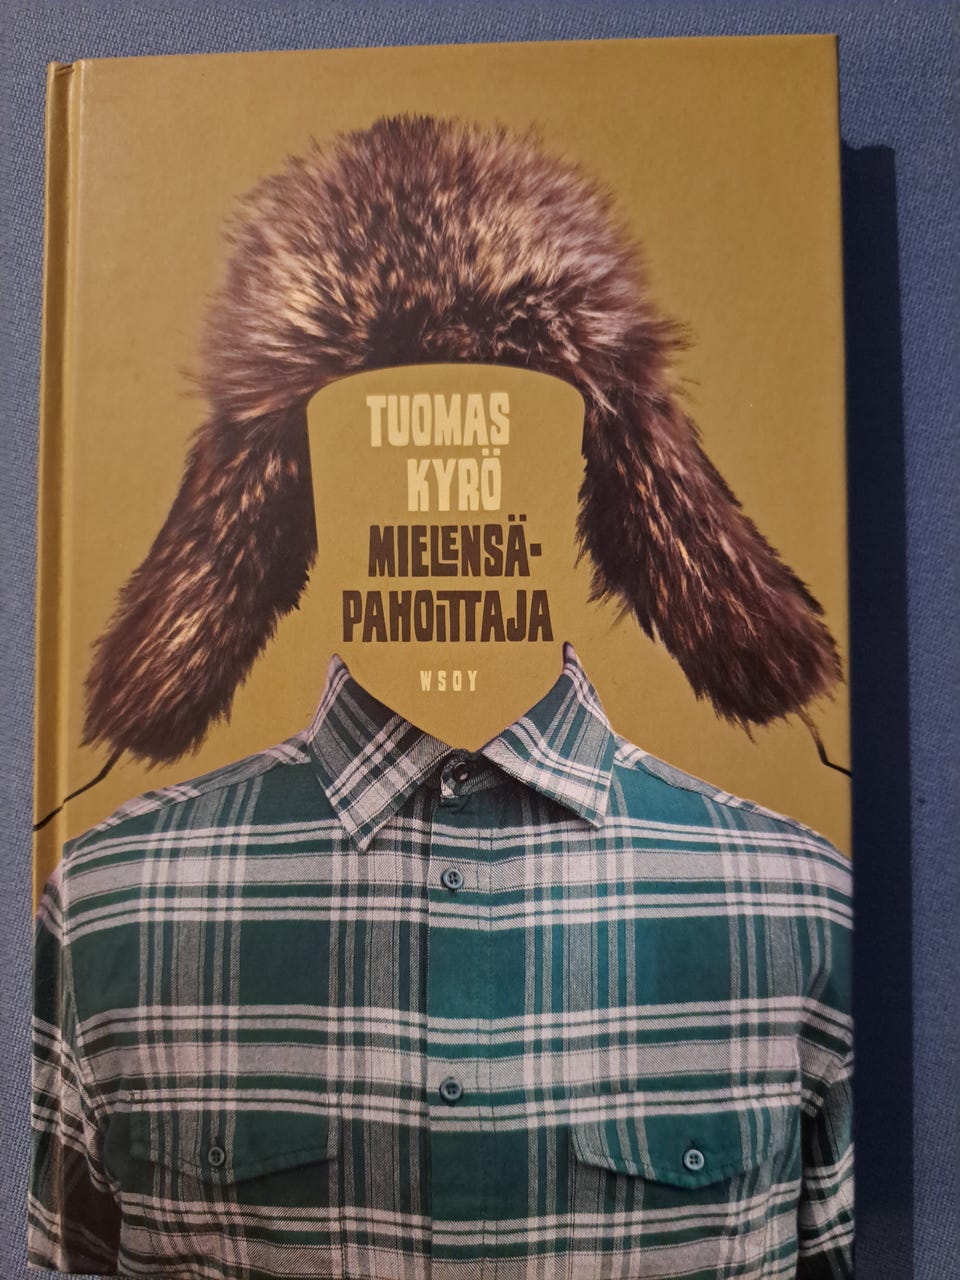 TUOMAS
KYRÖ
MIELENSÄ-
PAHOITTAJA
WSOY